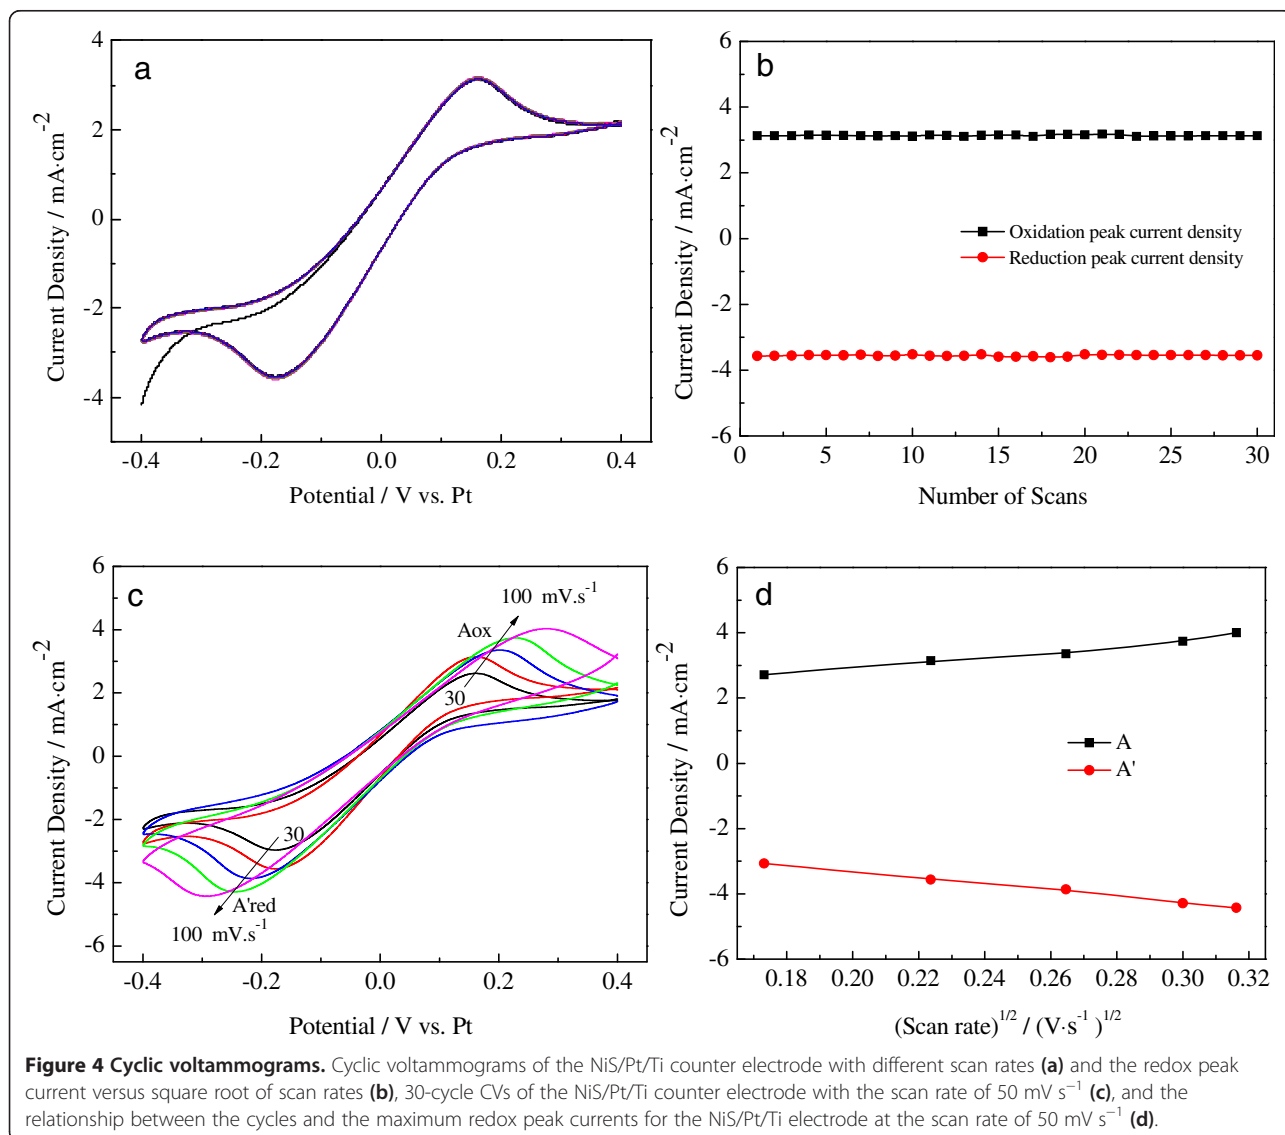 a
4
2
0
-2
-4
Current Density / mA·cm⁻²
-0.4 -0.2 0.0 0.2 0.4
Potential / V vs. Pt
b
6
4
2
0
-2
-4
-6
Current Density / mA·cm⁻²
Oxidation peak current density
Reduction peak current density
0 5 10 15 20 25 30
Number of Scans
c
6
4
2
0
-2
-4
-6
Current Density / mA·cm⁻²
100 mV.s⁻¹
Aox
30
30
A'red
100 mV.s⁻¹
-0.4 -0.2 0.0 0.2 0.4
Potential / V vs. Pt
d
6
4
2
0
-2
-4
-6
Current Density / mA·cm⁻²
A
A'
0.18 0.20 0.22 0.24 0.26 0.28 0.30 0.32
(Scan rate)^1/2 / (V·s⁻¹)^1/2
Figure 4 Cyclic voltammograms. Cyclic voltammograms of the NiS/Pt/Ti counter electrode with different scan rates (a) and the redox peak
current versus square root of scan rates (b), 30-cycle CVs of the NiS/Pt/Ti counter electrode with the scan rate of 50 mV s⁻¹ (c), and the
relationship between the cycles and the maximum redox peak currents for the NiS/Pt/Ti electrode at the scan rate of 50 mV s⁻¹ (d).